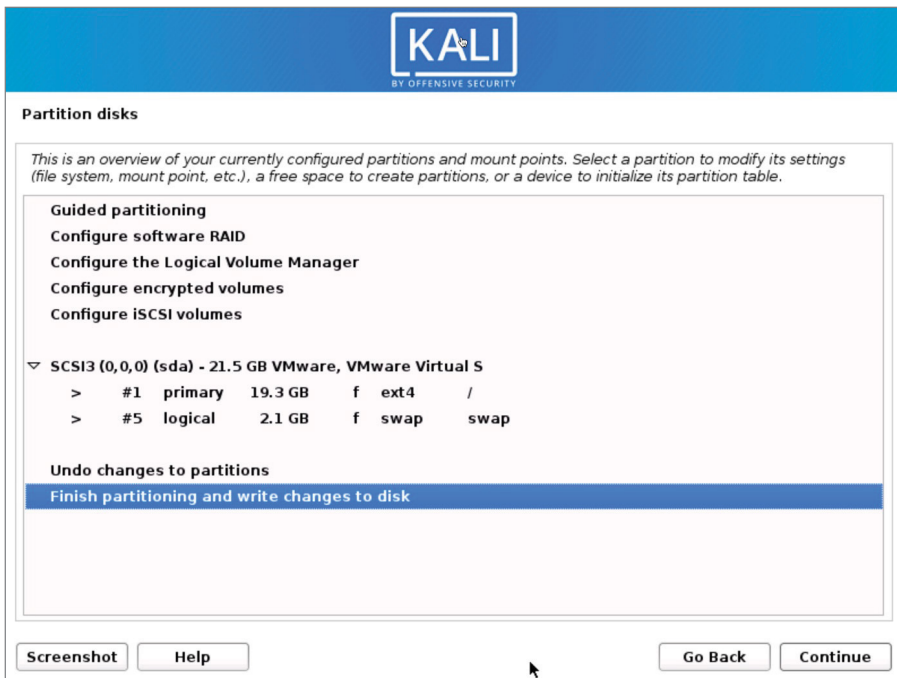 KALI
BY OFFENSIVE SECURITY
Partition disks
This is an overview of your currently configured partitions and mount points. Select a partition to modify its settings
(file system, mount point, etc.), a free space to create partitions, or a device to initialize its partition table.
Guided partitioning
Configure software RAID
Configure the Logical Volume Manager
Configure encrypted volumes
Configure iSCSI volumes
SCSI3 (0,0,0) (sda) - 21.5 GB VMware, VMware Virtual S
> #1 primary 19.3 GB f ext4 /
> #5 logical 2.1 GB f swap swap
Undo changes to partitions
Finish partitioning and write changes to disk
Screenshot Help Go Back Continue